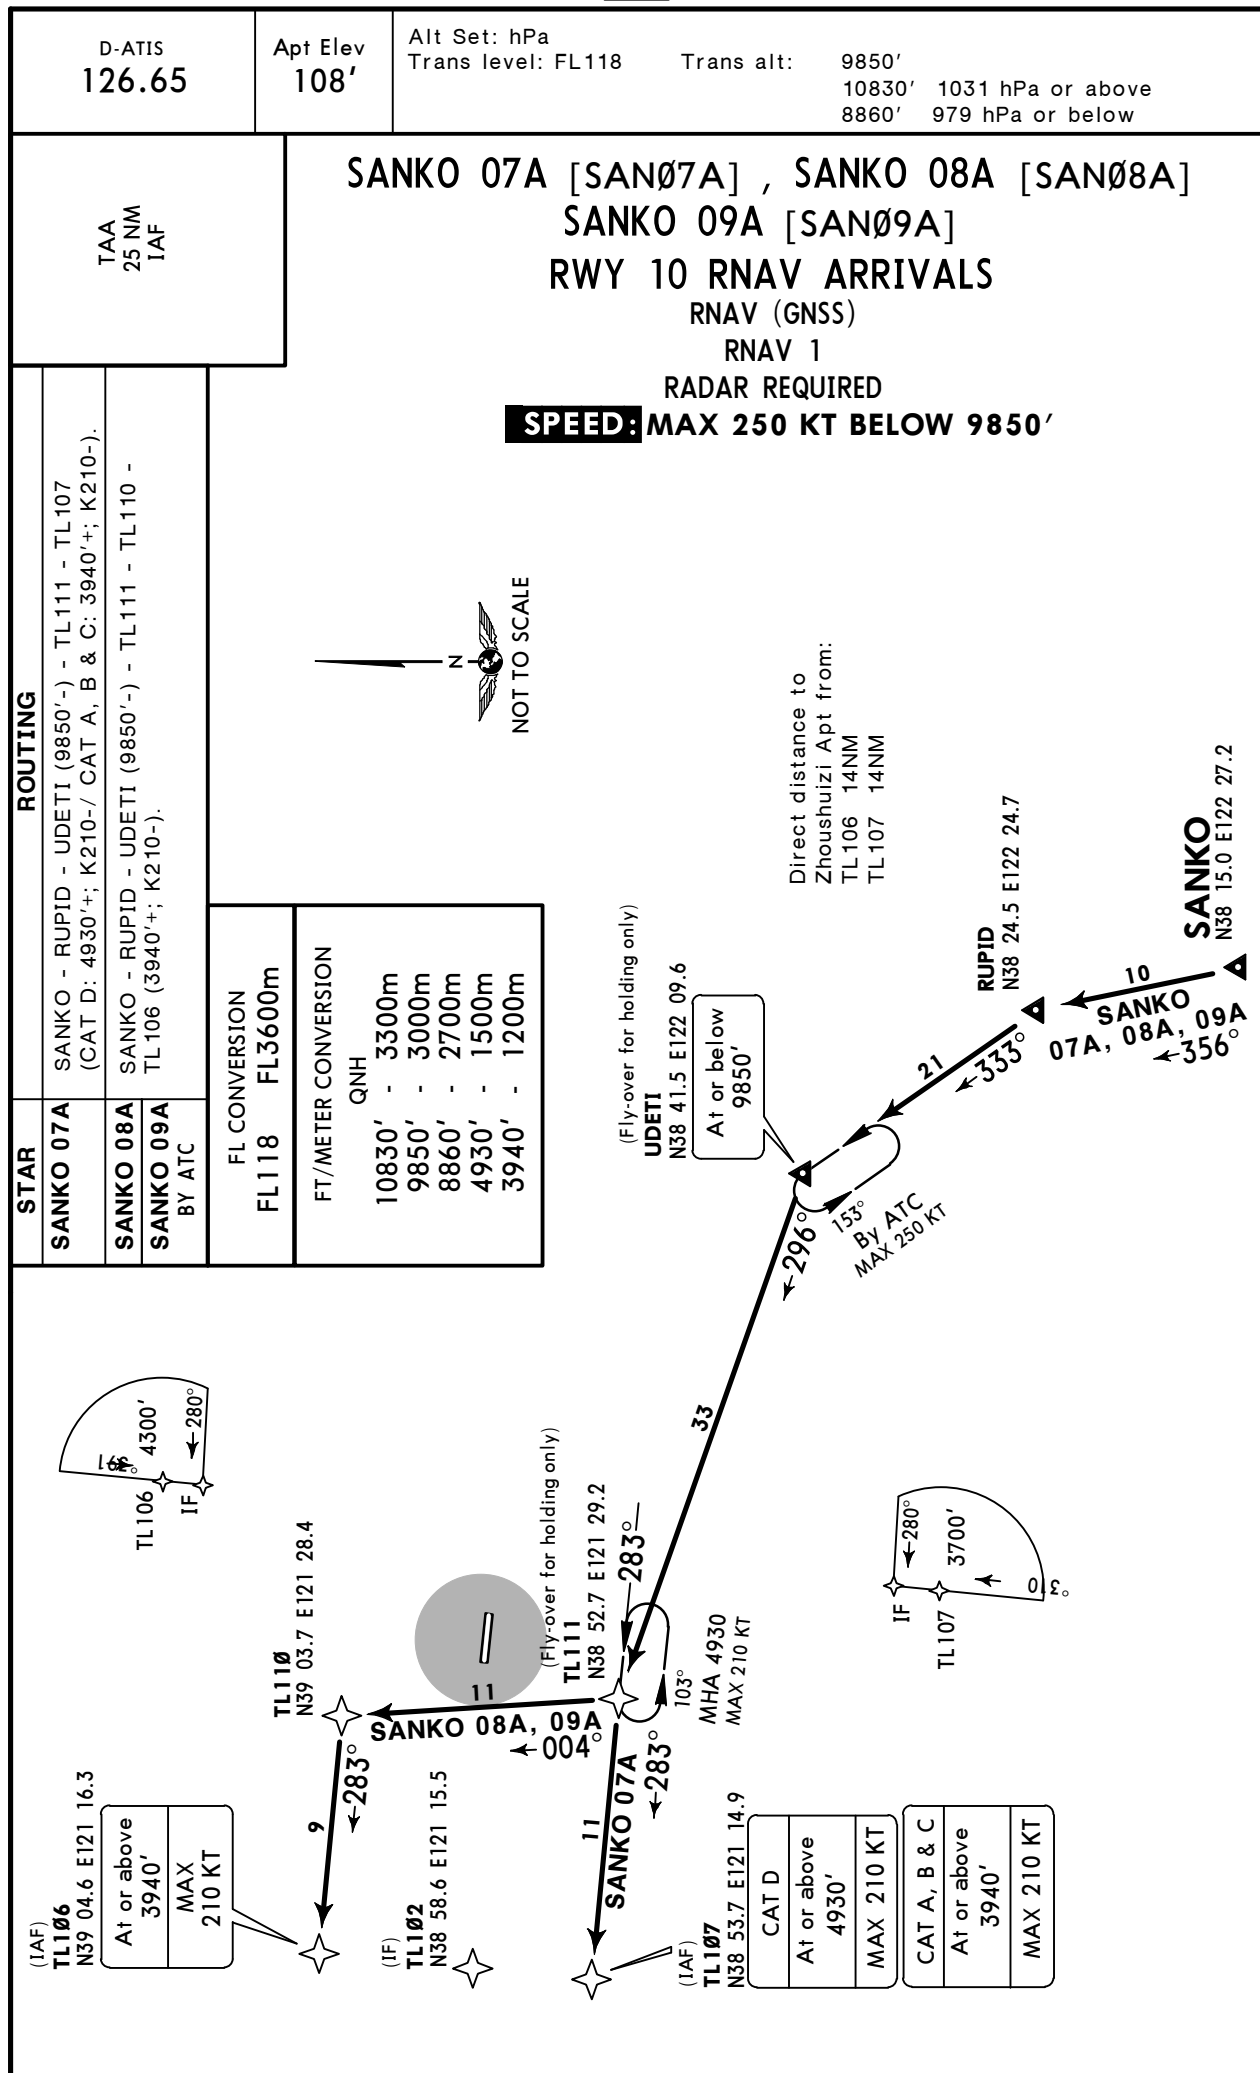 D-ATIS
126.65
Apt Elev
108'
Alt Set: hPa
Trans level: FL118 Trans alt: 9850'
10830' 1031 hPa or above
8860' 979 hPa or below
TAA
25 NM
IAF
SANKO 07A [SANØ7A] , SANKO 08A [SANØ8A]
SANKO 09A [SANØ9A]
RWY 10 RNAV ARRIVALS
RNAV (GNSS)
RNAV 1
RADAR REQUIRED
SPEED: MAX 250 KT BELOW 9850'
STAR ROUTING
SANKO 07A SANKO - RUPID - UDETI (9850'-) - TL111 - TL107
(CAT D: 4930'+; K210-/ CAT A, B & C: 3940'+; K210-).
SANKO 08A SANKO - RUPID - UDETI (9850'-) - TL111 - TL110 -
SANKO 09A TL106 (3940'+; K210-).
BY ATC
FL CONVERSION
FL118 FL3600m
FT/METER CONVERSION
QNH
10830' - 3300m
9850' - 3000m
8860' - 2700m
4930' - 1500m
3940' - 1200m
N
NOT TO SCALE
Direct distance to
Zhoushuizi Apt from:
TL106 14NM
TL107 14NM
SANKO
N38 15.0 E122 27.2
RUPID
N38 24.5 E122 24.7
10
SANKO
07A, 08A, 09A
356°
21
333°
(Fly-over for holding only)
UDETI
N38 41.5 E122 09.6
At or below
9850'
153°
By ATC
MAX 250 KT
296°
33
4300'
391°
280°
TL106
IF
280°
3700'
310°
IF
TL107
(Fly-over for holding only)
TL111
N38 52.7 E121 29.2
283°
103°
MHA 4930
MAX 210 KT
TL11Ø
N39 03.7 E121 28.4
11
SANKO 08A, 09A
004°
11
SANKO 07A
283°
9
283°
(IAF)
TL1Ø6
N39 04.6 E121 16.3
At or above
3940'
MAX
210 KT
(IF)
TL1Ø2
N38 58.6 E121 15.5
(IAF)
TL1Ø7
N38 53.7 E121 14.9
CAT D
At or above
4930'
MAX 210 KT
CAT A, B & C
At or above
3940'
MAX 210 KT